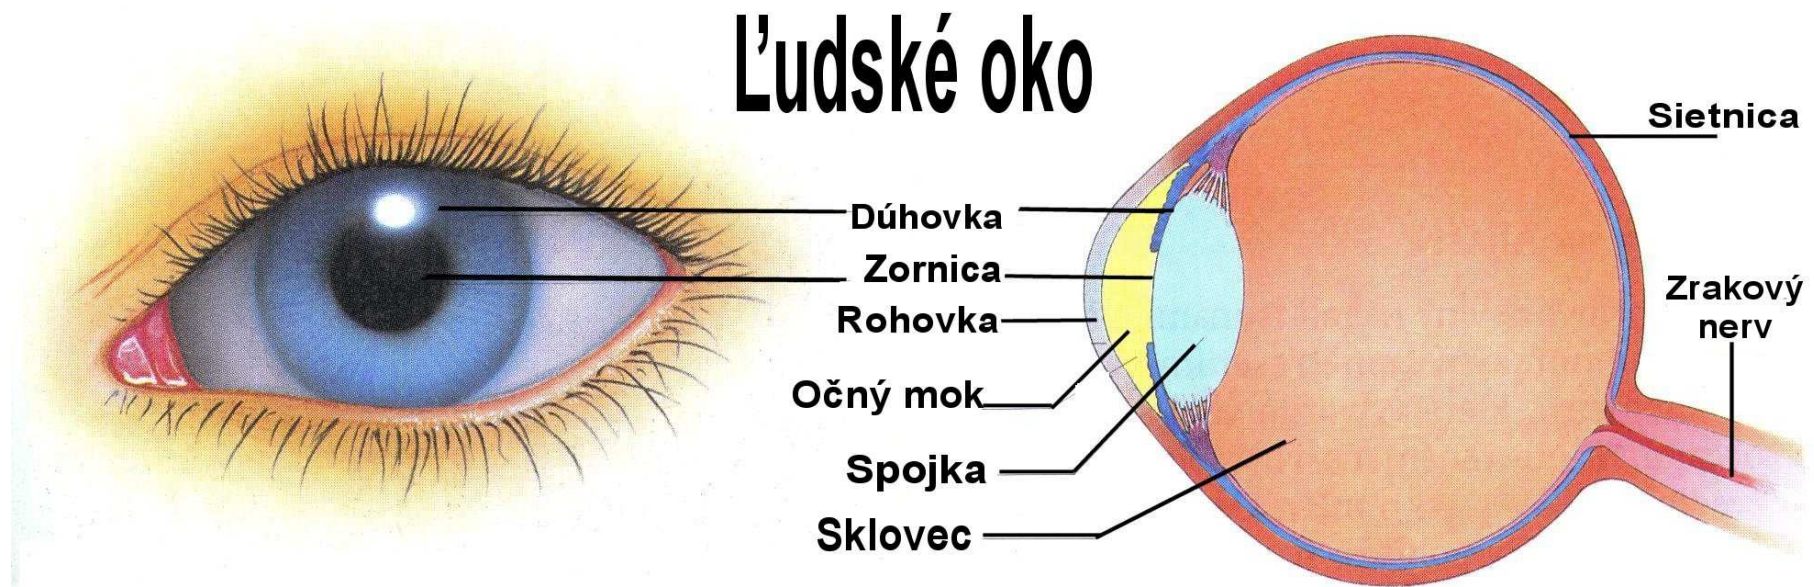 Ľudské oko
Sietnica
Dúhovka
Zornica
Rohovka
Zrakový
nerv
Očný mok
Spojka
Sklovec